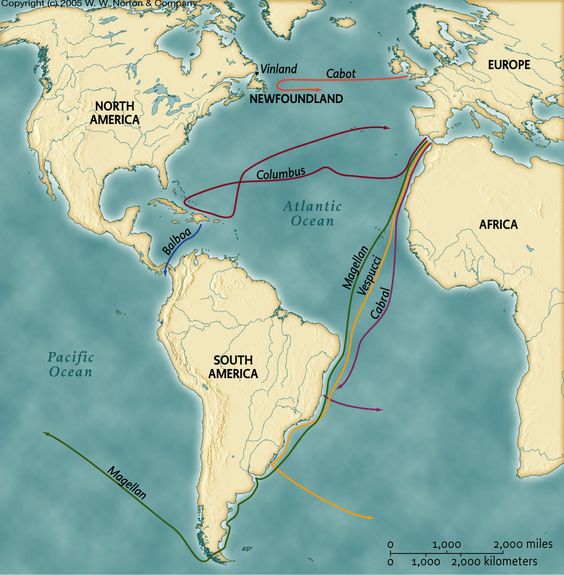 Copyright (c) 2005 W. W. Norton & Company
Vinland
Cabot
EUROPE
NEWFOUNDLAND
NORTH
AMERICA
Columbus
Atlantic
Ocean
AFRICA
Balboa
Magellan
Vespucci
Cabral
Pacific
Ocean
SOUTH
AMERICA
Magellan
0 1,000 2,000 miles
0 1,000 2,000 kilometers